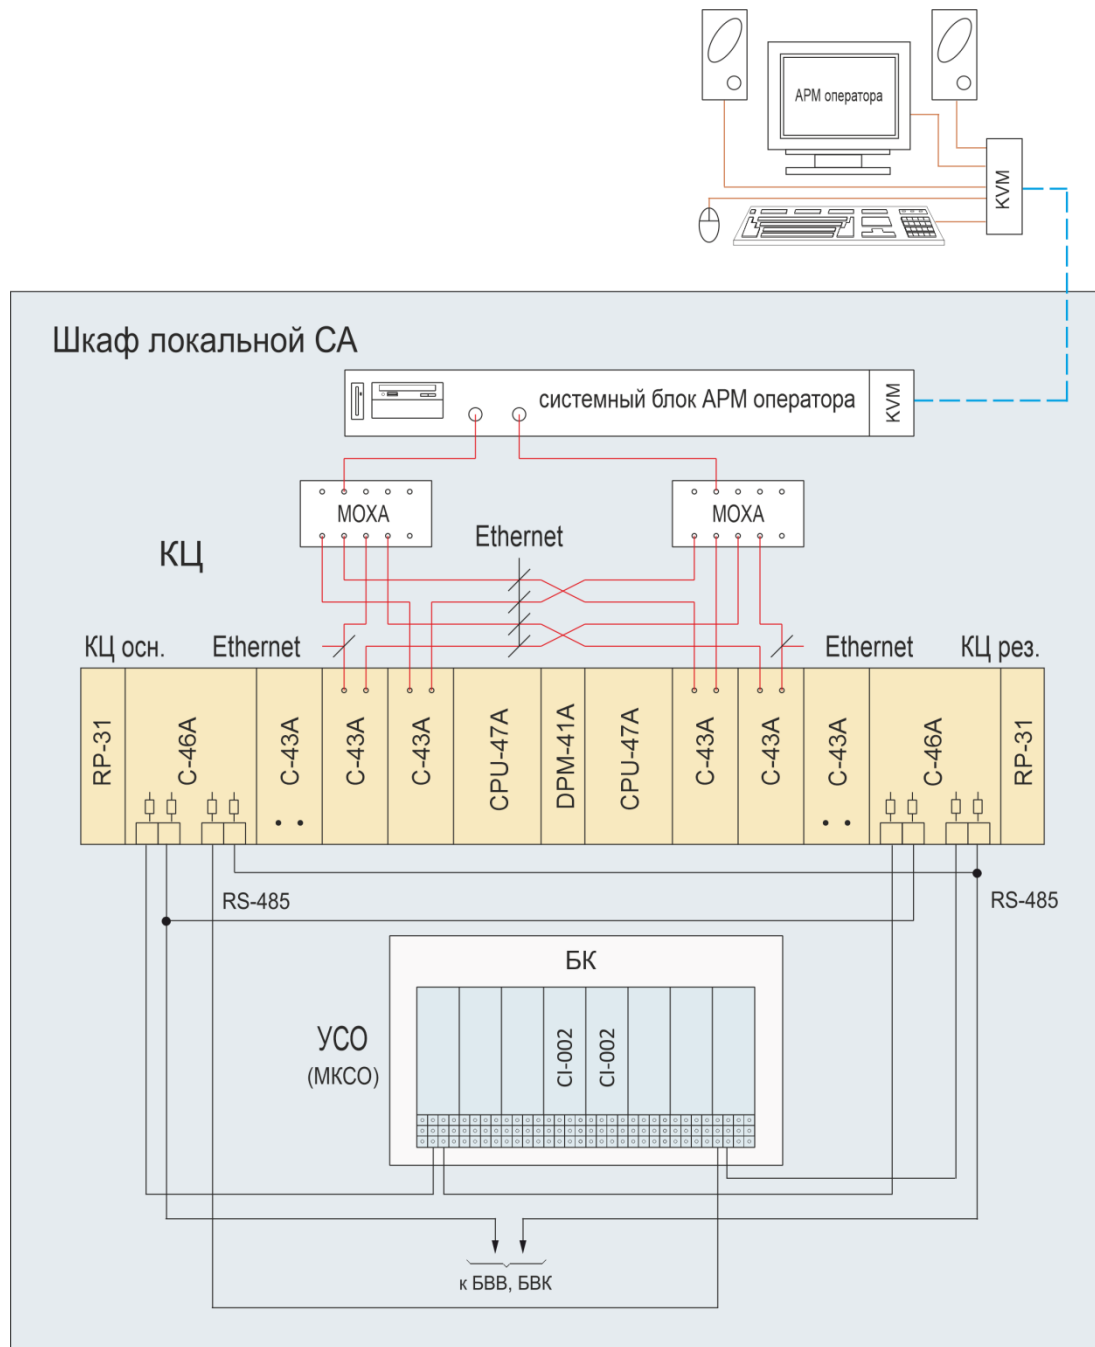 АРМ оператора
KVM
Шкаф локальной СА
системный блок АРМ оператора
KVM
MOXA
MOXA
Ethernet
КЦ
КЦ осн.
Ethernet
Ethernet
КЦ рез.
RP-31
C-46A
C-43A
C-43A
C-43A
CPU-47A
DPM-41A
CPU-47A
C-43A
C-43A
C-43A
C-46A
RP-31
RS-485
RS-485
БК
УСО
(МКСО)
CI-002
CI-002
к БВВ, БВК